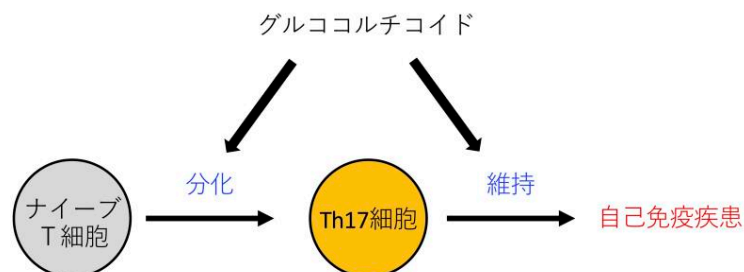 グルココルチコイド
ナイーブ
T細胞
分化
Th17細胞
維持
自己免疫疾患